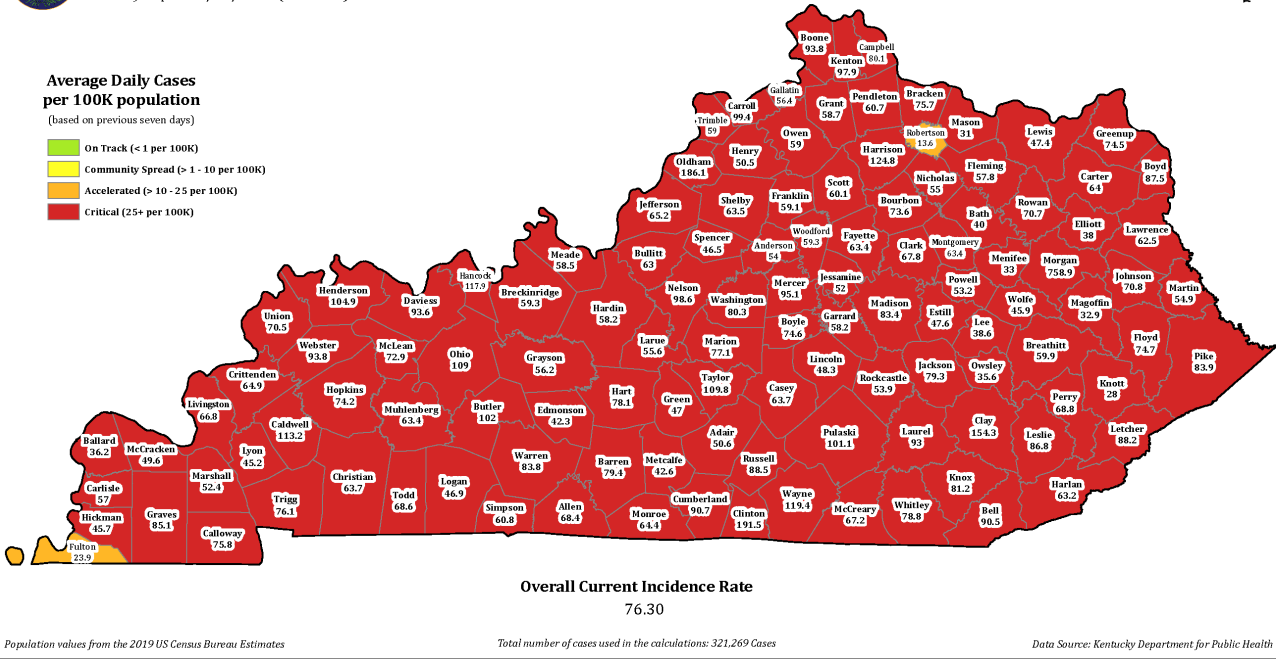 Average Daily Cases
per 100K population
(based on previous seven days)
On Track (< 1 per 100K)
Community Spread (> 1 - 10 per 100K)
Accelerated (> 10 - 25 per 100K)
Critical (25+ per 100K)
Boone
93.8
Campbell
80.1
Kenton
97.9
Gallatin
56.4
Carroll
99.4
Grant
58.7
Pendleton
60.7
Bracken
75.7
Trimble
59
Owen
59
Robertson
13.6
Mason
31
Lewis
47.4
Greenup
74.5
Oldham
186.1
Henry
50.5
Harrison
124.8
Nicholas
55
Fleming
57.8
Carter
64
Boyd
87.5
Jefferson
65.2
Shelby
63.5
Franklin
59.1
Scott
60.1
Bourbon
73.6
Bath
40
Rowan
70.7
Elliott
38
Lawrence
62.5
Meade
58.5
Bullitt
63
Spencer
46.5
Anderson
54
Woodford
59.3
Fayette
63.4
Clark
67.8
Montgomery
63.4
Menifee
33
Morgan
758.9
Johnson
70.8
Martin
54.9
Hancock
117.9
Henderson
104.9
Daviess
93.6
Breckinridge
59.3
Hardin
58.2
Nelson
98.6
Washington
80.3
Mercer
95.1
Jessamine
52
Madison
83.4
Powell
53.2
Estill
47.6
Wolfe
45.9
Magoffin
32.9
Union
70.5
Webster
93.8
McLean
72.9
Ohio
109
Grayson
56.2
Larue
55.6
Marion
77.1
Boyle
74.6
Garrard
58.2
Lee
38.6
Breathitt
59.9
Floyd
74.7
Pike
83.9
Crittenden
64.9
Hopkins
74.2
Muhlenberg
63.4
Butler
102
Edmonson
42.3
Hart
78.1
Green
47
Taylor
109.8
Casey
63.7
Lincoln
48.3
Rockcastle
53.9
Jackson
79.3
Owsley
35.6
Perry
68.8
Knott
28
Livingston
66.8
Caldwell
113.2
Lyon
45.2
Ballard
36.2
McCracken
49.6
Marshall
52.4
Christian
63.7
Todd
68.6
Logan
46.9
Warren
83.8
Barren
79.4
Metcalfe
42.6
Adair
50.6
Russell
88.5
Pulaski
101.1
Laurel
93
Clay
154.3
Leslie
86.8
Letcher
88.2
Carlisle
57
Hickman
45.7
Graves
85.1
Calloway
75.8
Fulton
23.9
Trigg
76.1
Simpson
60.8
Allen
68.4
Monroe
64.4
Cumberland
90.7
Clinton
191.5
Wayne
119.4
McCreary
67.2
Whitley
78.8
Knox
81.2
Bell
90.5
Harlan
63.2
Overall Current Incidence Rate
76.30
Population values from the 2019 US Census Bureau Estimates
Total number of cases used in the calculations: 321,269 Cases
Data Source: Kentucky Department for Public Health